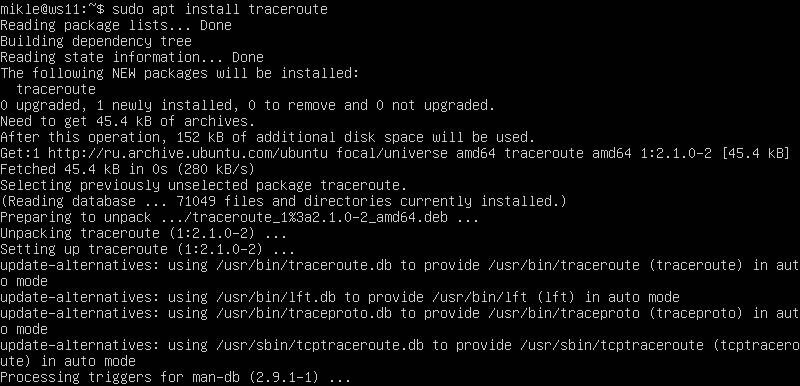 mikle@ws11:~$ sudo apt install traceroute
Reading package lists... Done
Building dependency tree
Reading state information... Done
The following NEW packages will be installed:
  traceroute
0 upgraded, 1 newly installed, 0 to remove and 0 not upgraded.
Need to get 45.4 kB of archives.
After this operation, 152 kB of additional disk space will be used.
Get:1 http://ru.archive.ubuntu.com/ubuntu focal/universe amd64 traceroute amd64 1:2.1.0-2 [45.4 kB]
Fetched 45.4 kB in 0s (280 kB/s)
Selecting previously unselected package traceroute.
(Reading database ... 71049 files and directories currently installed.)
Preparing to unpack .../traceroute_1%3a2.1.0-2_amd64.deb ...
Unpacking traceroute (1:2.1.0-2) ...
Setting up traceroute (1:2.1.0-2) ...
update-alternatives: using /usr/bin/traceroute.db to provide /usr/bin/traceroute (traceroute) in aut
o mode
update-alternatives: using /usr/bin/lft.db to provide /usr/bin/lft (lft) in auto mode
update-alternatives: using /usr/bin/traceproto.db to provide /usr/bin/traceproto (traceproto) in aut
o mode
update-alternatives: using /usr/sbin/tcptraceroute.db to provide /usr/sbin/tcptraceroute (tcptracero
ute) in auto mode
Processing triggers for man-db (2.9.1-1) ...